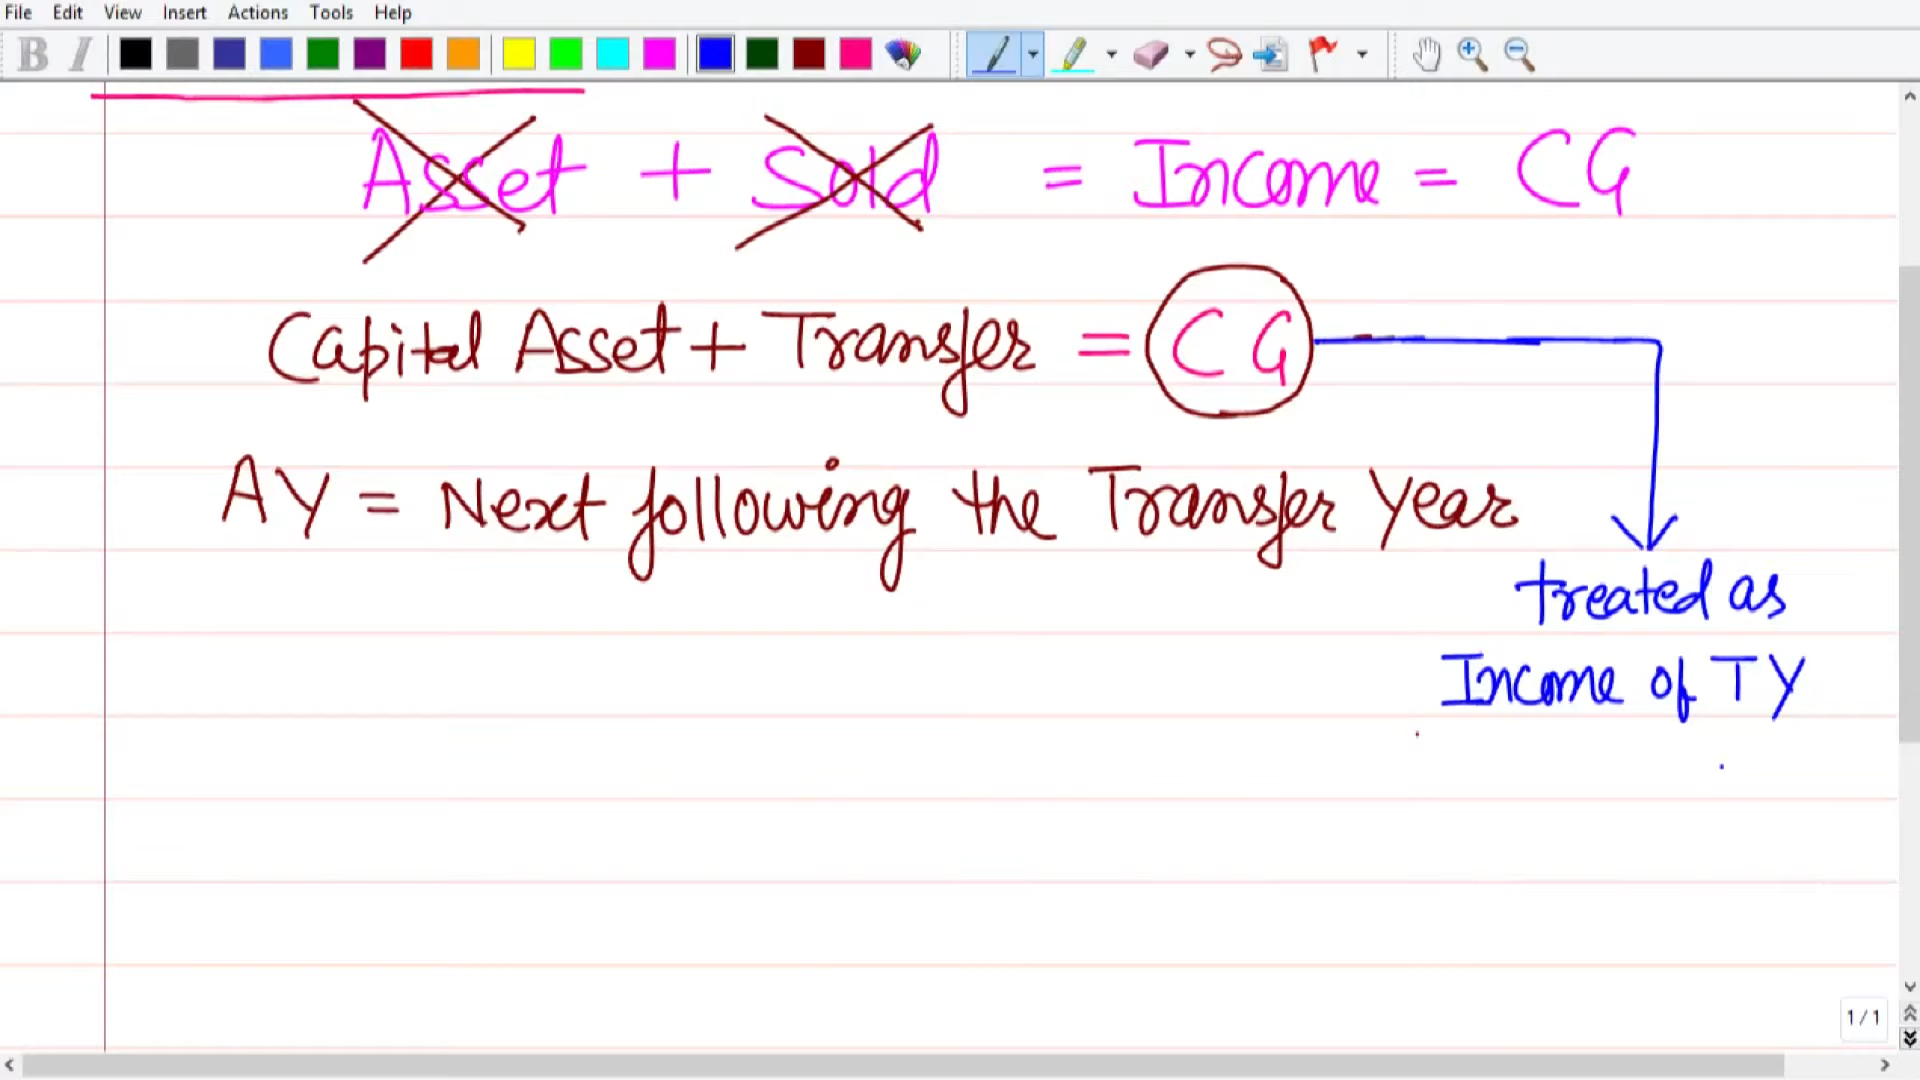 File Edit View Insert Actions Tools Help
B I
Asset + Sold = Income = CG
Capital Asset + Transfer = CG
AY = Next following the Transfer Year
treated as
Income of TY
1 / 1